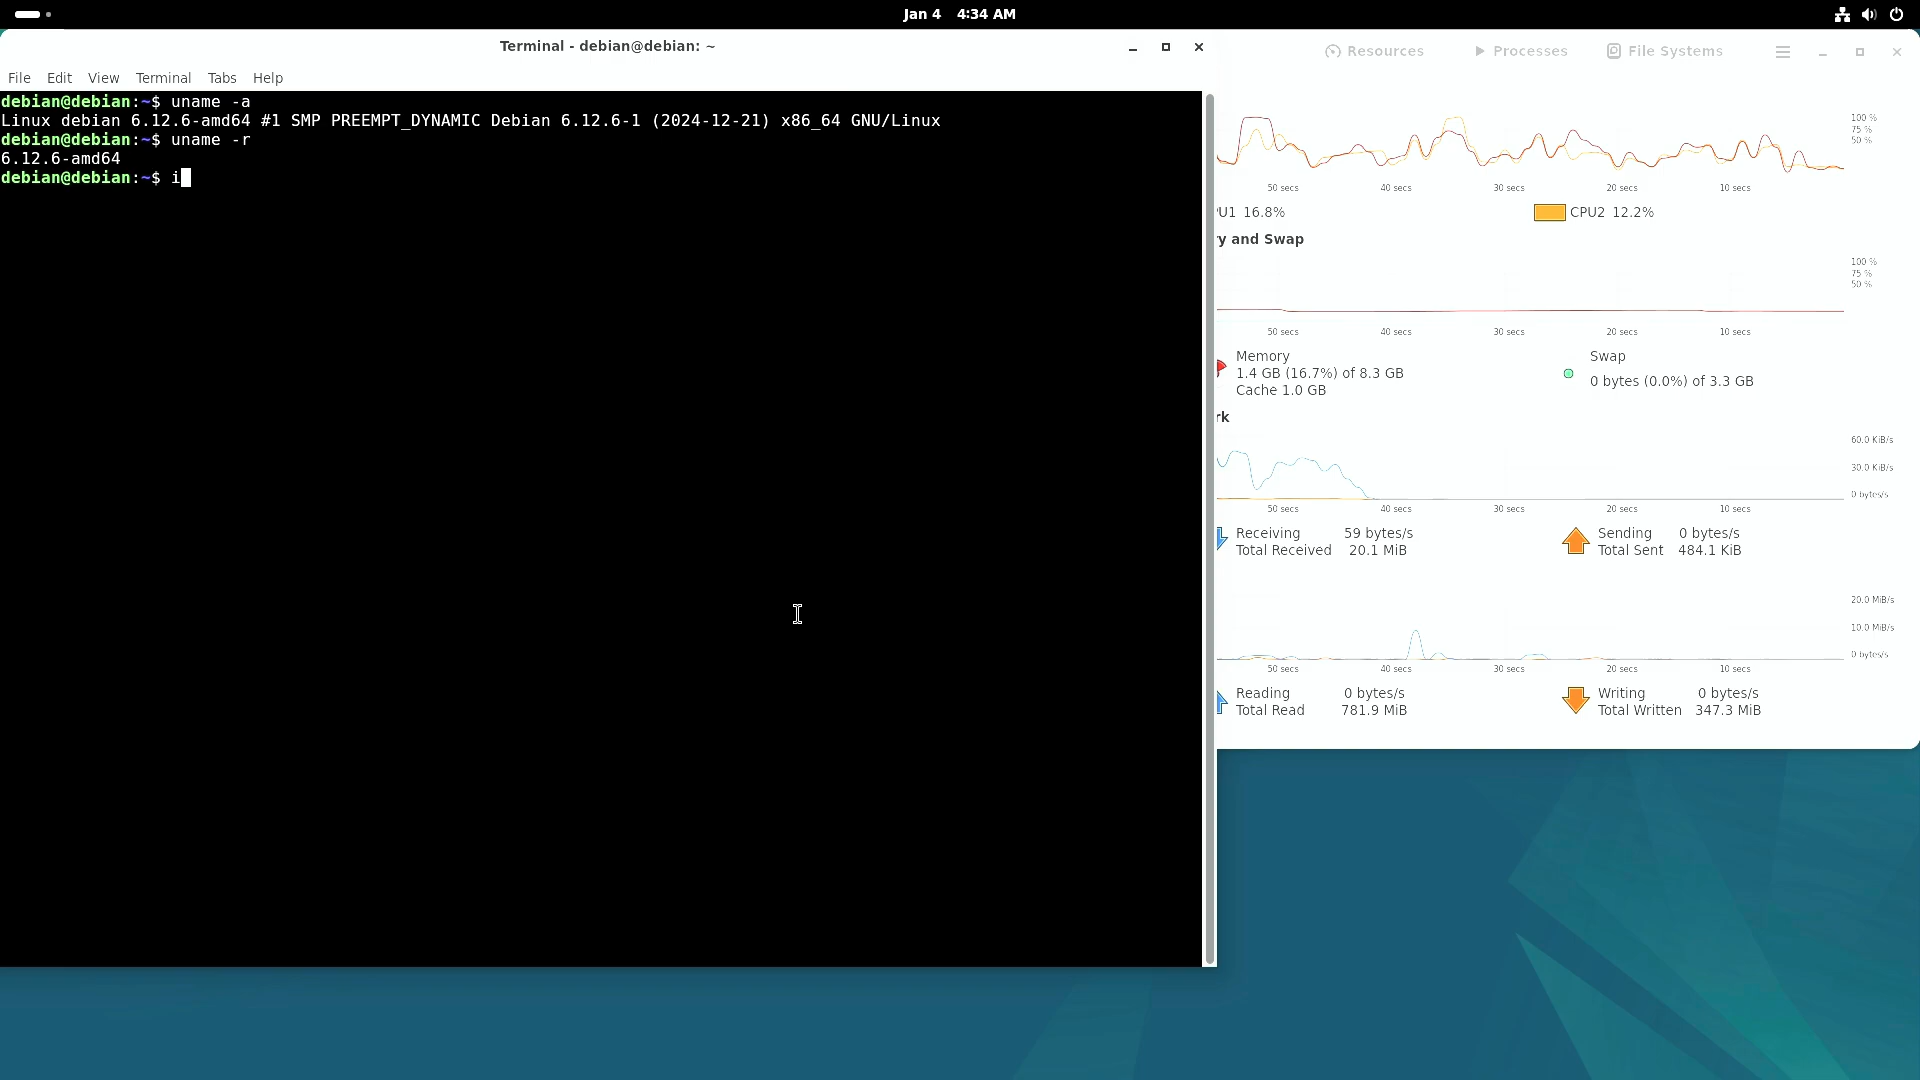 Jan 4 4:34 AM
Terminal - debian@debian: ~
File Edit View Terminal Tabs Help
debian@debian:~$ uname -a
Linux debian 6.12.6-amd64 #1 SMP PREEMPT_DYNAMIC Debian 6.12.6-1 (2024-12-21) x86_64 GNU/Linux
debian@debian:~$ uname -r
6.12.6-amd64
debian@debian:~$ i
Resources Processes File Systems
100 %
75 %
50 %
50 secs 40 secs 30 secs 20 secs 10 secs
PU1 16.8% CPU2 12.2%
y and Swap
100 %
75 %
50 %
50 secs 40 secs 30 secs 20 secs 10 secs
Memory
1.4 GB (16.7%) of 8.3 GB
Cache 1.0 GB
Swap
0 bytes (0.0%) of 3.3 GB
rk
60.0 KiB/s
30.0 KiB/s
0 bytes/s
50 secs 40 secs 30 secs 20 secs 10 secs
Receiving 59 bytes/s
Total Received 20.1 MiB
Sending 0 bytes/s
Total Sent 484.1 KiB
20.0 MiB/s
10.0 MiB/s
0 bytes/s
50 secs 40 secs 30 secs 20 secs 10 secs
Reading 0 bytes/s
Total Read 781.9 MiB
Writing 0 bytes/s
Total Written 347.3 MiB